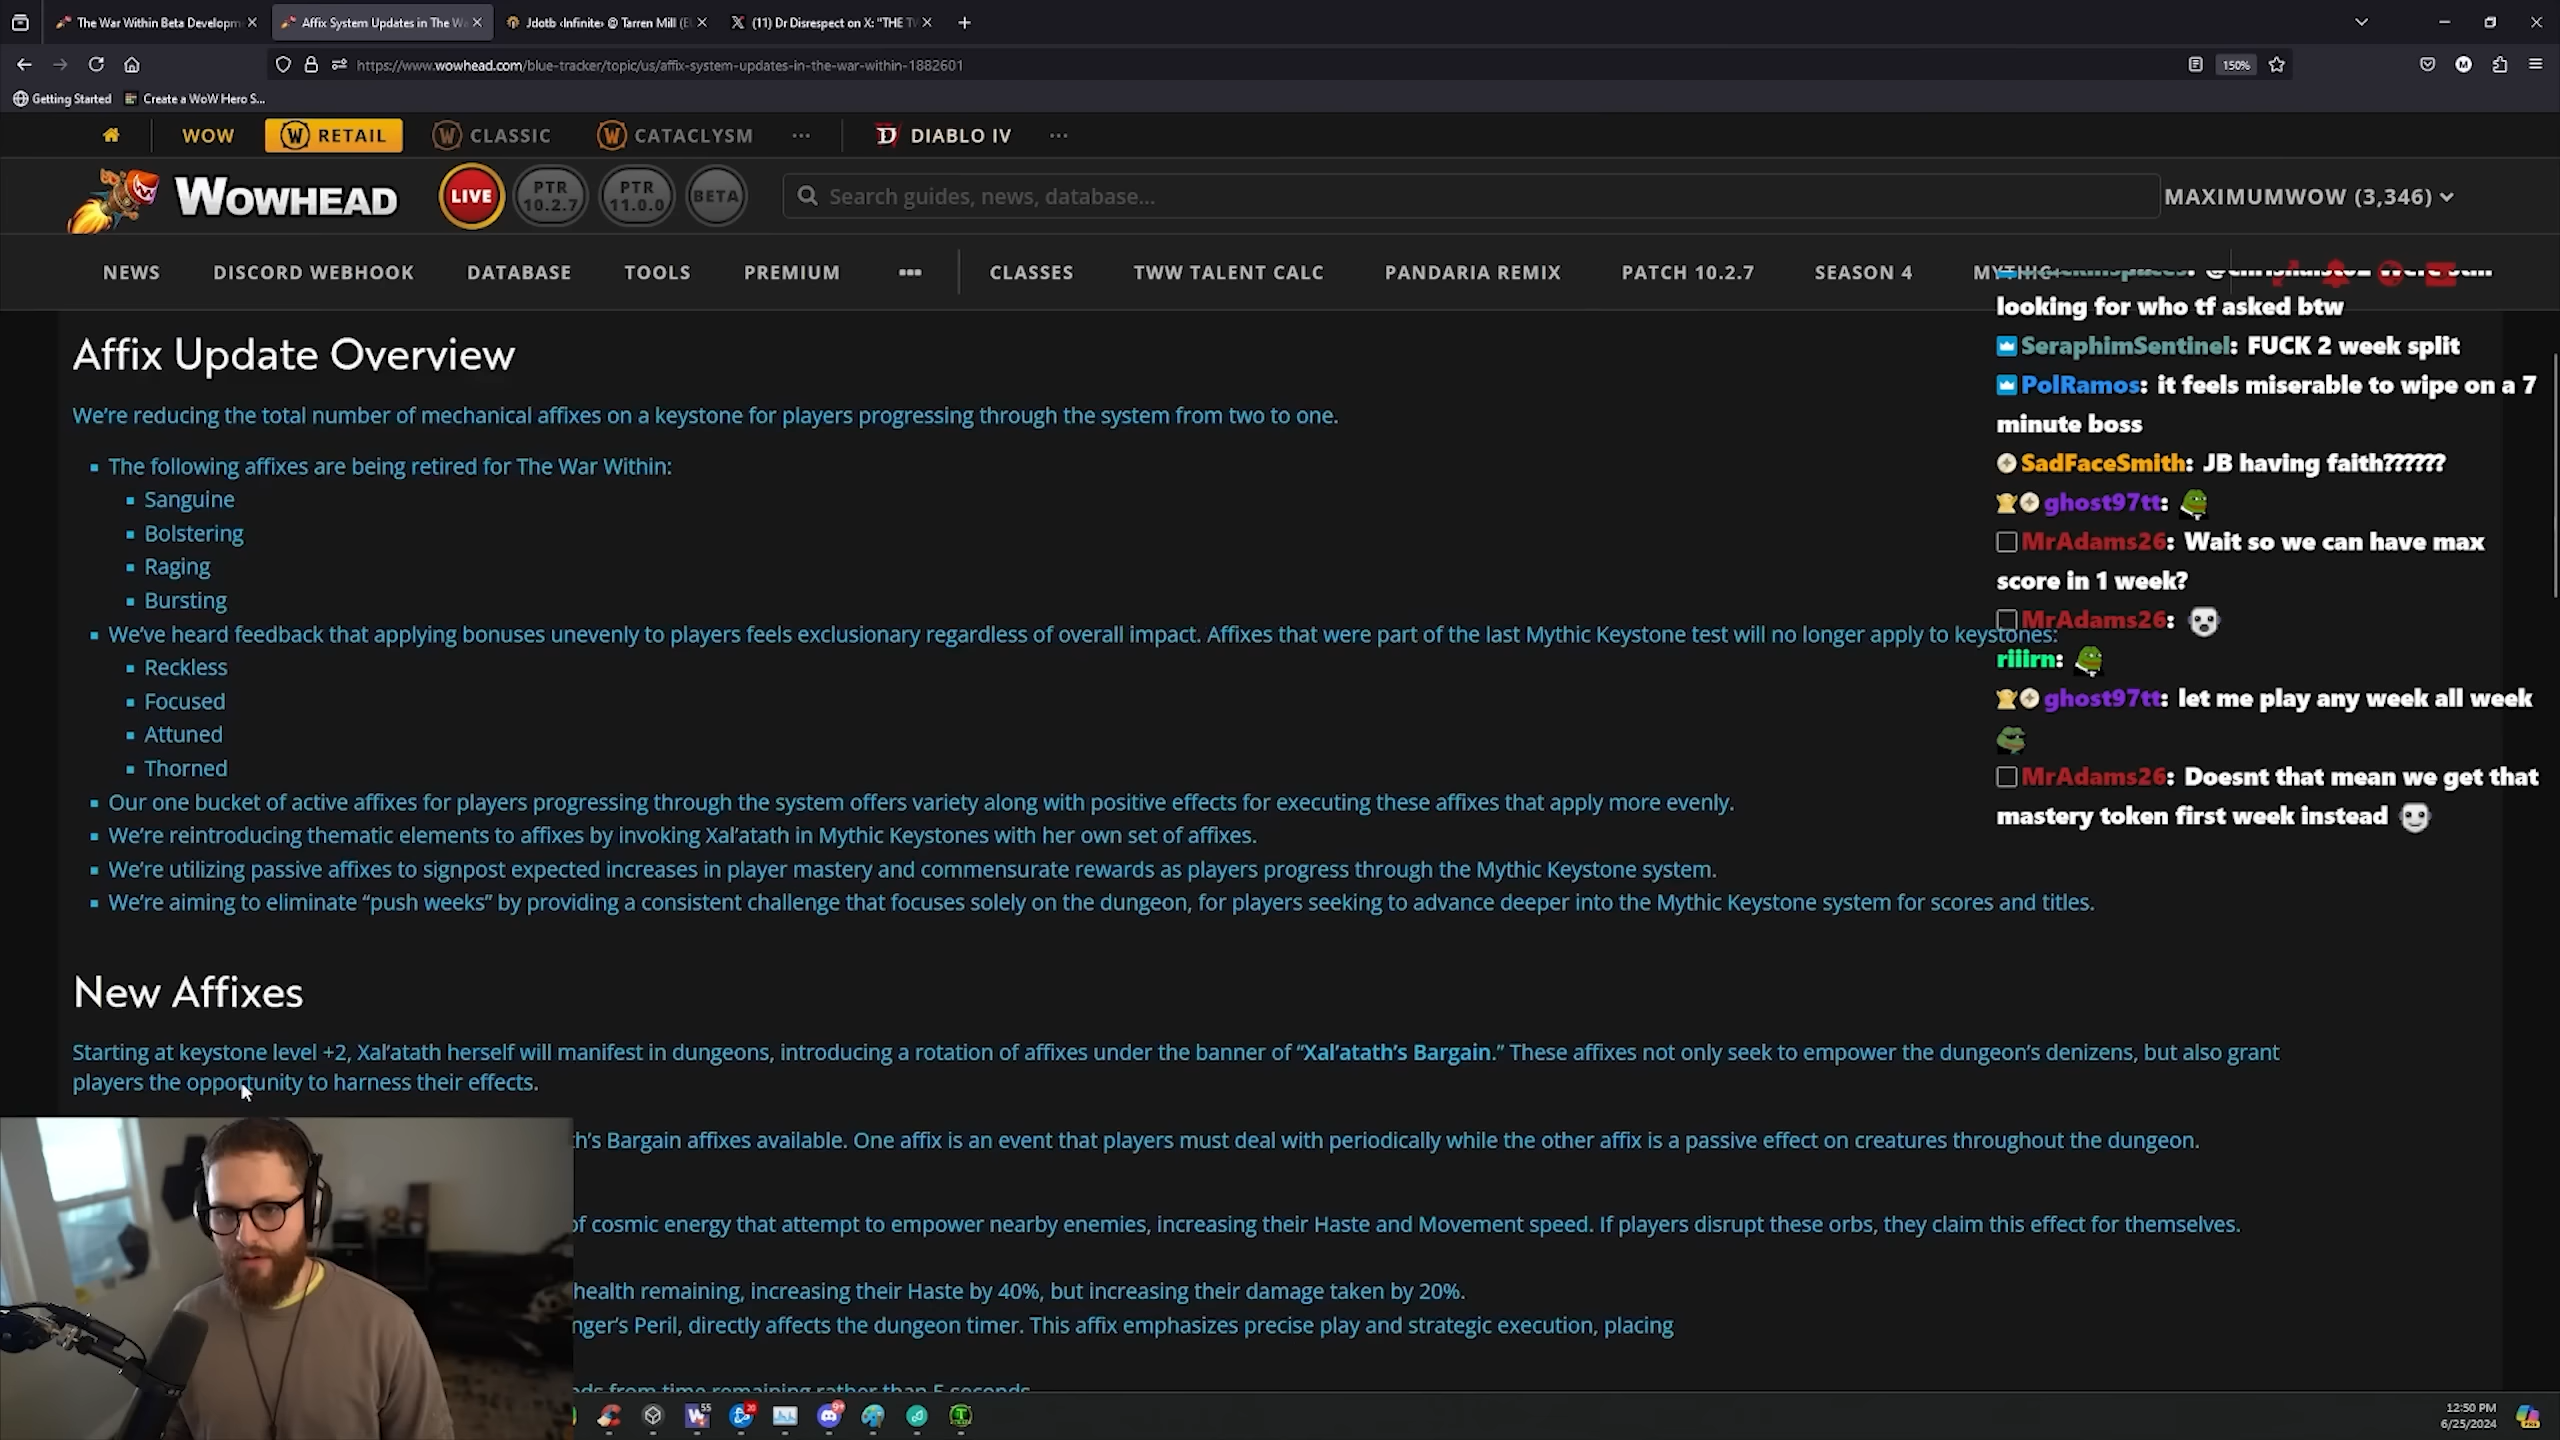 The War Within Beta Developm
Affix System Updates in The Wa
Jdotb ‹Infinite› @ Tarren Mill (E
(11) Dr Disrespect on X: "THE TV
https://www.wowhead.com/blue-tracker/topic/us/affix-system-updates-in-the-war-within-1882601
150%
M
Getting Started
Create a WoW Hero S...
WOW
RETAIL
CLASSIC
CATACLYSM
...
DIABLO IV
...
WOWHEAD
LIVE
PTR 10.2.7
PTR 11.0.0
BETA
Search guides, news, database...
MAXIMUMWOW (3,346)
NEWS
DISCORD WEBHOOK
DATABASE
TOOLS
PREMIUM
...
CLASSES
TWW TALENT CALC
PANDARIA REMIX
PATCH 10.2.7
SEASON 4
Affix Update Overview
We're reducing the total number of mechanical affixes on a keystone for players progressing through the system from two to one.
The following affixes are being retired for The War Within:
Sanguine
Bolstering
Raging
Bursting
We've heard feedback that applying bonuses unevenly to players feels exclusionary regardless of overall impact. Affixes that were part of the last Mythic Keystone test will no longer apply to keystones:
Reckless
Focused
Attuned
Thorned
Our one bucket of active affixes for players progressing through the system offers variety along with positive effects for executing these affixes that apply more evenly.
We're reintroducing thematic elements to affixes by invoking Xal'atath in Mythic Keystones with her own set of affixes.
We're utilizing passive affixes to signpost expected increases in player mastery and commensurate rewards as players progress through the Mythic Keystone system.
We're aiming to eliminate “push weeks” by providing a consistent challenge that focuses solely on the dungeon, for players seeking to advance deeper into the Mythic Keystone system for scores and titles.
New Affixes
Starting at keystone level +2, Xal'atath herself will manifest in dungeons, introducing a rotation of affixes under the banner of “Xal'atath's Bargain.” These affixes not only seek to empower the dungeon's denizens, but also grant
players the opportunity to harness their effects.
th's Bargain affixes available. One affix is an event that players must deal with periodically while the other affix is a passive effect on creatures throughout the dungeon.
of cosmic energy that attempt to empower nearby enemies, increasing their Haste and Movement speed. If players disrupt these orbs, they claim this effect for themselves.
health remaining, increasing their Haste by 40%, but increasing their damage taken by 20%.
nger's Peril, directly affects the dungeon timer. This affix emphasizes precise play and strategic execution, placing
from time remaining rather than 5 seconds
looking for who tf asked btw
SeraphimSentinel: FUCK 2 week split
PolRamos: it feels miserable to wipe on a 7
minute boss
SadFaceSmith: JB having faith??????
ghost97tt:
MrAdams26: Wait so we can have max
score in 1 week?
MrAdams26:
riiirn:
ghost97tt: let me play any week all week
MrAdams26: Doesnt that mean we get that
mastery token first week instead
55
20
9+
12:50 PM
6/25/2024